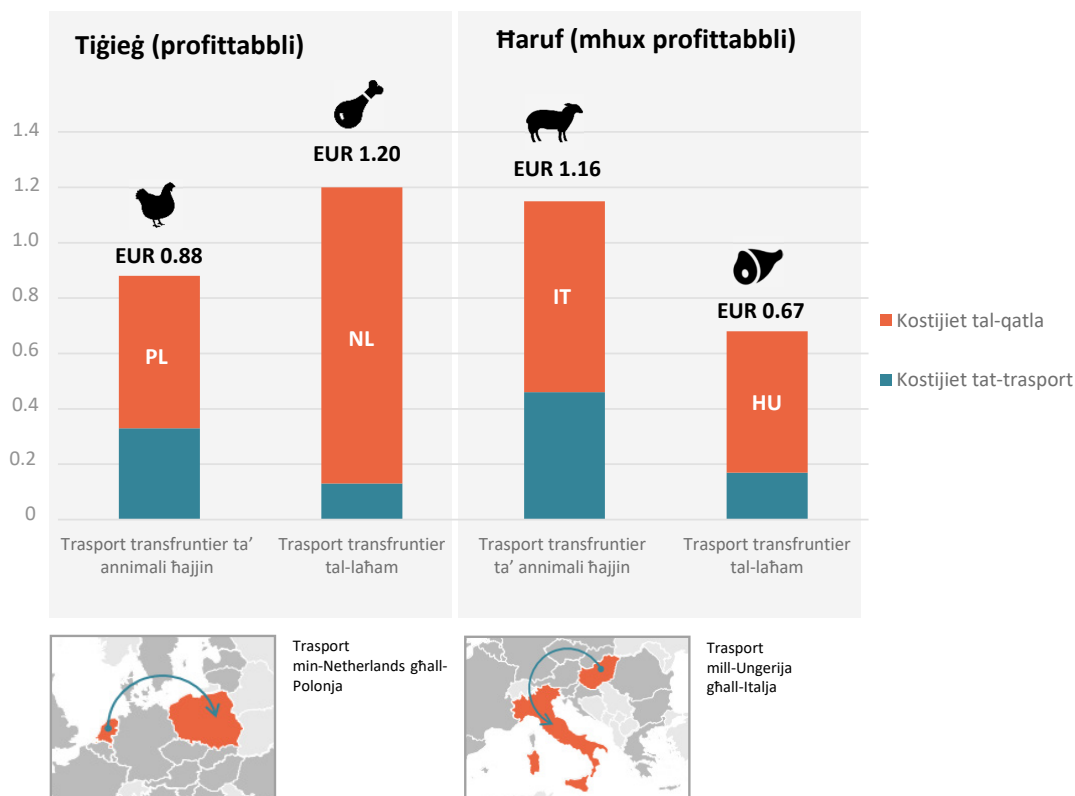 Tiġieġ (profittabbli)
Ħaruf (mhux profittabbli)
1.4
1.2
1.0
0.8
0.6
0.4
0.2
0
EUR 0.88
EUR 1.20
EUR 1.16
EUR 0.67
PL
NL
IT
HU
Kostijiet tal-qatla
Kostijiet tat-trasport
Trasport transfruntier ta’
annimali ħajjin
Trasport transfruntier
tal-laħam
Trasport transfruntier
ta’ annimali ħajjin
Trasport transfruntier
tal-laħam
Trasport
min-Netherlands għall-
Polonja
Trasport
mill-Ungerija
għall-Italja